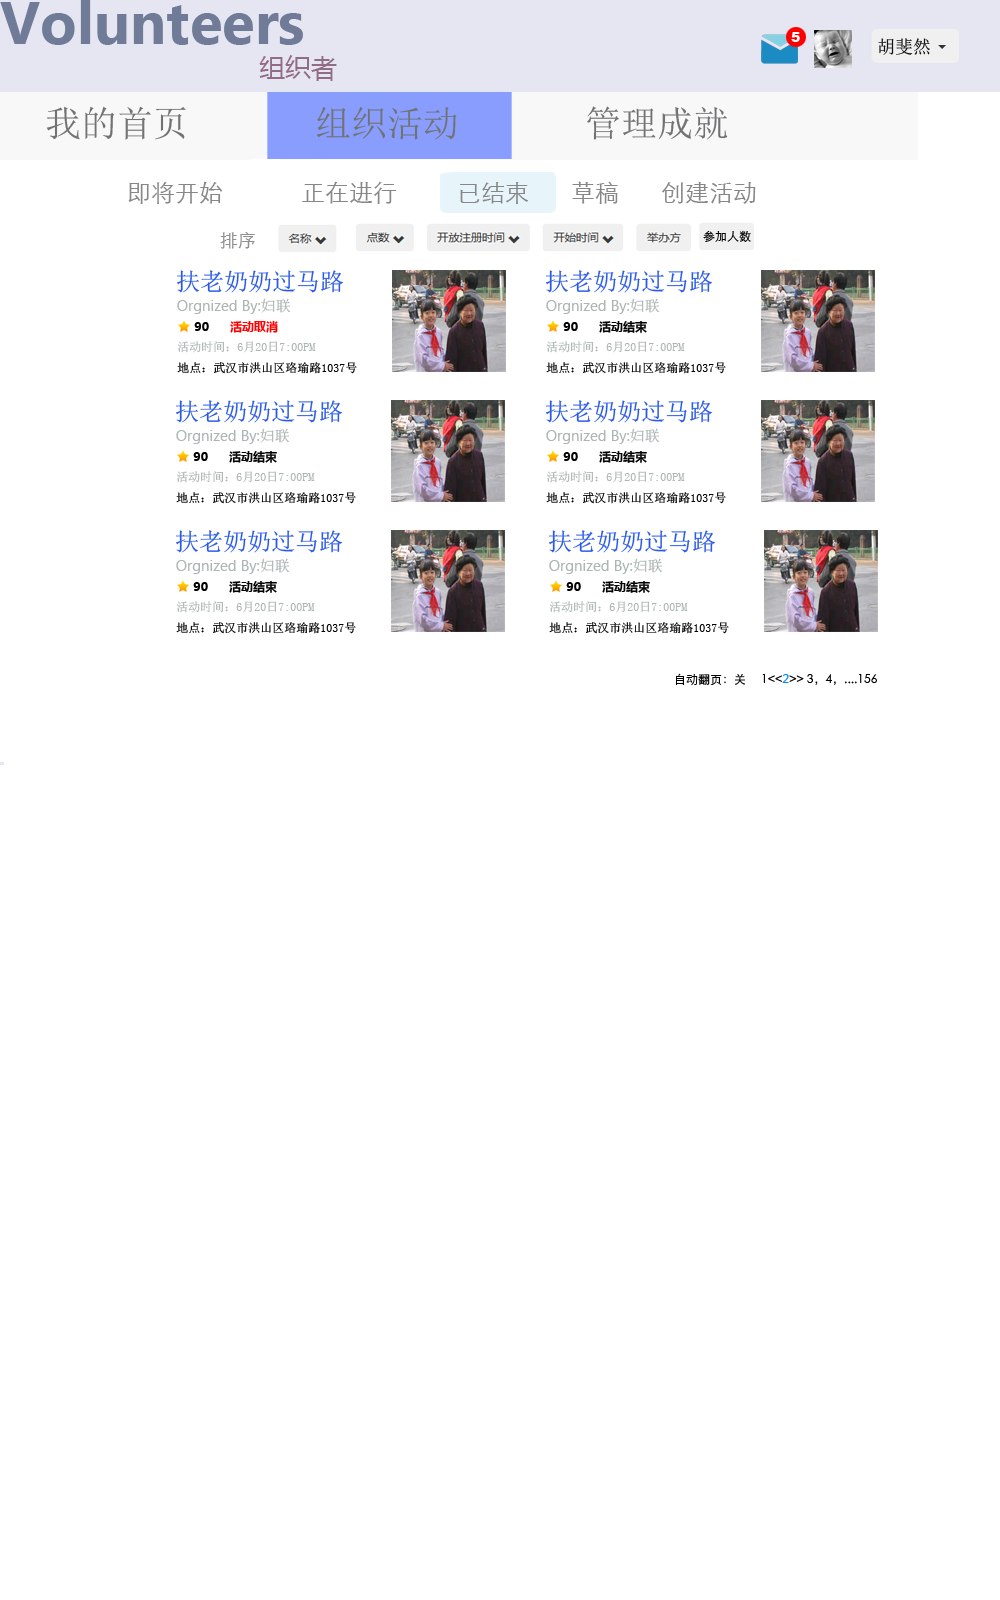 Volunteers
组织者
5
胡斐然
我的首页 组织活动 管理成就
即将开始 正在进行 已结束 草稿 创建活动
排序 名称 点数 开放注册时间 开始时间 举办方 参加人数
扶老奶奶过马路
Orgnized By:妇联
90 活动取消
活动时间：6月20日7:00PM
地点：武汉市洪山区珞瑜路1037号
扶老奶奶过马路
Orgnized By:妇联
90 活动结束
活动时间：6月20日7:00PM
地点：武汉市洪山区珞瑜路1037号
扶老奶奶过马路
Orgnized By:妇联
90 活动结束
活动时间：6月20日7:00PM
地点：武汉市洪山区珞瑜路1037号
扶老奶奶过马路
Orgnized By:妇联
90 活动结束
活动时间：6月20日7:00PM
地点：武汉市洪山区珞瑜路1037号
扶老奶奶过马路
Orgnized By:妇联
90 活动结束
活动时间：6月20日7:00PM
地点：武汉市洪山区珞瑜路1037号
扶老奶奶过马路
Orgnized By:妇联
90 活动结束
活动时间：6月20日7:00PM
地点：武汉市洪山区珞瑜路1037号
自动翻页：关 1<<2>> 3，4，....156